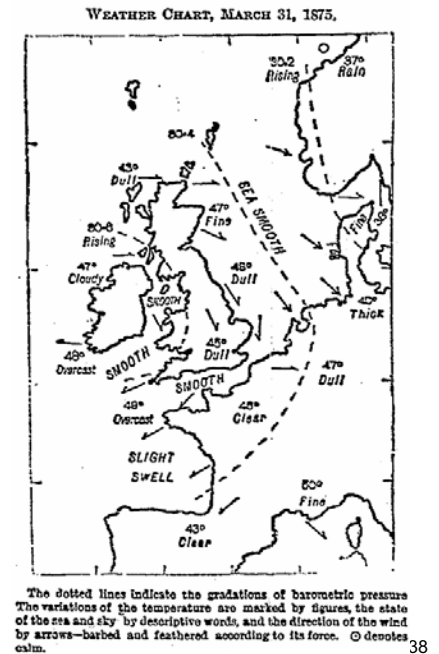 WEATHER CHART, MARCH 31, 1875.
30·2
Rising
37°
Rain
30·4
43°
Dull
SEA SMOOTH
47°
Fine
30·6
Rising
Fine
47°
Cloudy
SMOOTH
48°
Dull
Thick
48°
Overcast
SMOOTH
45°
Dull
47°
Dull
SMOOTH
49°
Overcast
Clear
SLIGHT
SWELL
50°
Fine
43°
Clear
The dotted lines indicate the gradations of barometric pressure
The variations of the temperature are marked by figures, the state
of the sea and sky by descriptive words, and the direction of the wind
by arrows—barbed and feathered according to its force. ⊙ denotes
calm.
38